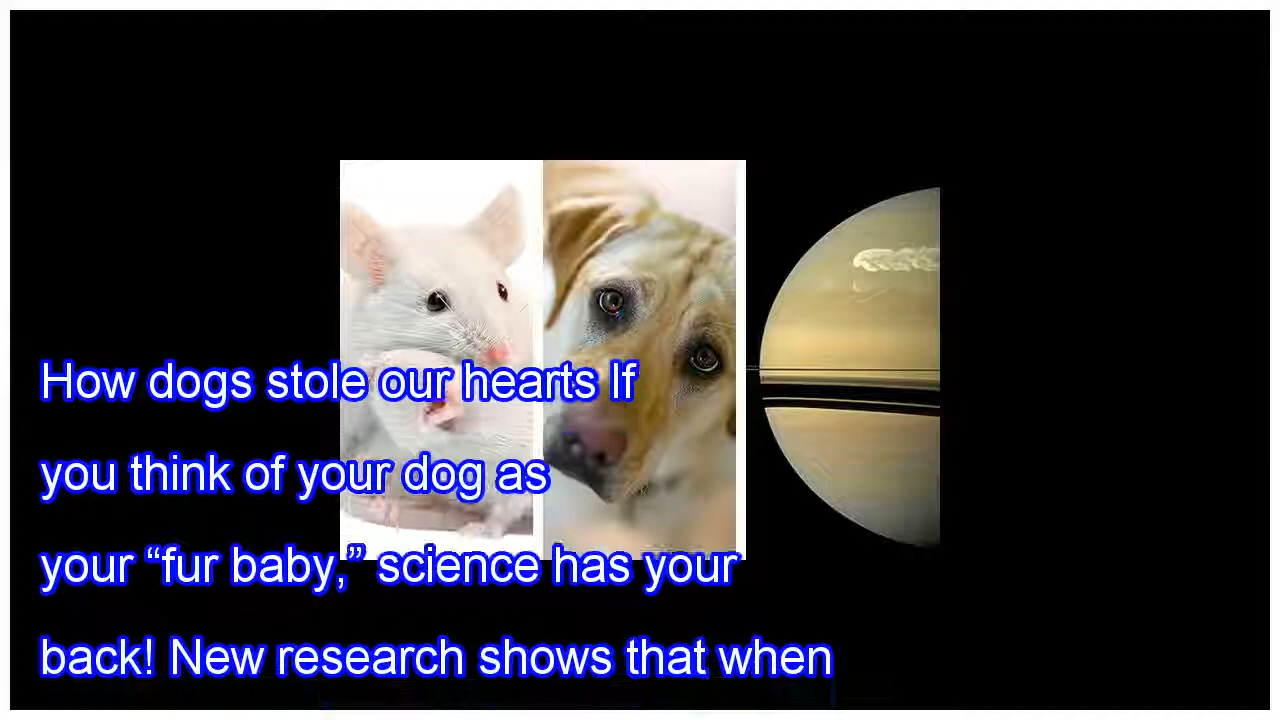 How dogs stole our hearts If
you think of your dog as
your “fur baby,” science has your
back! New research shows that when